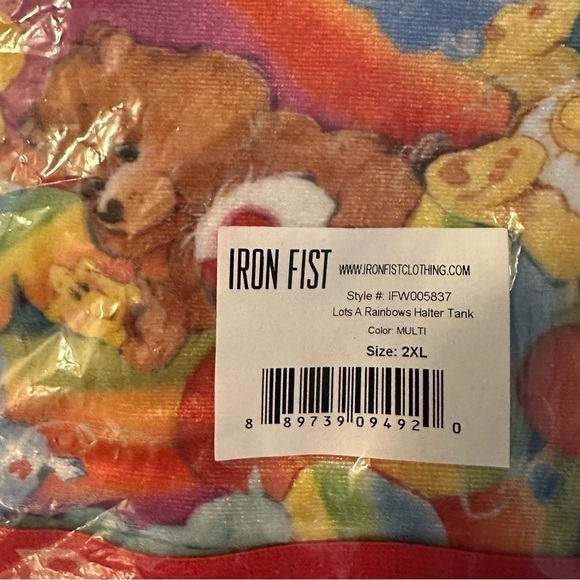 IRON FIST WWW.IRONFISTCLOTHING.COM
Style #: IFW005837
Lots A Rainbows Halter Tank
Color: MULTI
Size: 2XL
8 89739 09492 0